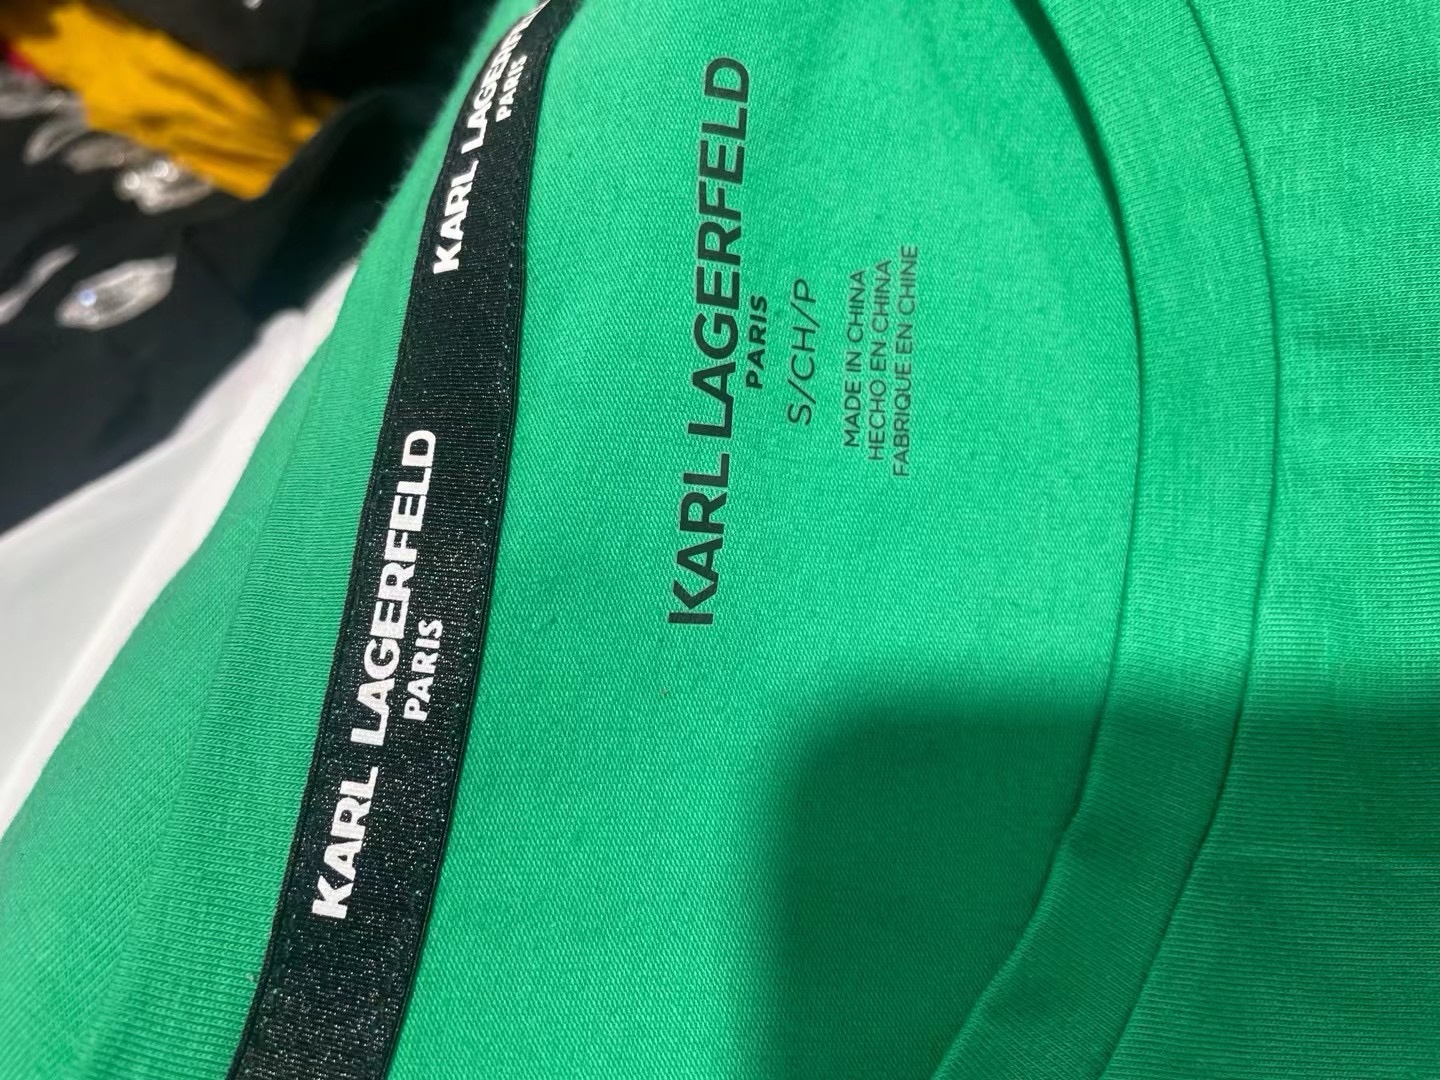 KARL LAGERFELD
PARIS
KARL LAGERFELD
PARIS
KARL LAGERFELD
PARIS
S/CH/P
MADE IN CHINA
HECHO EN CHINA
FABRIQUE EN CHINE